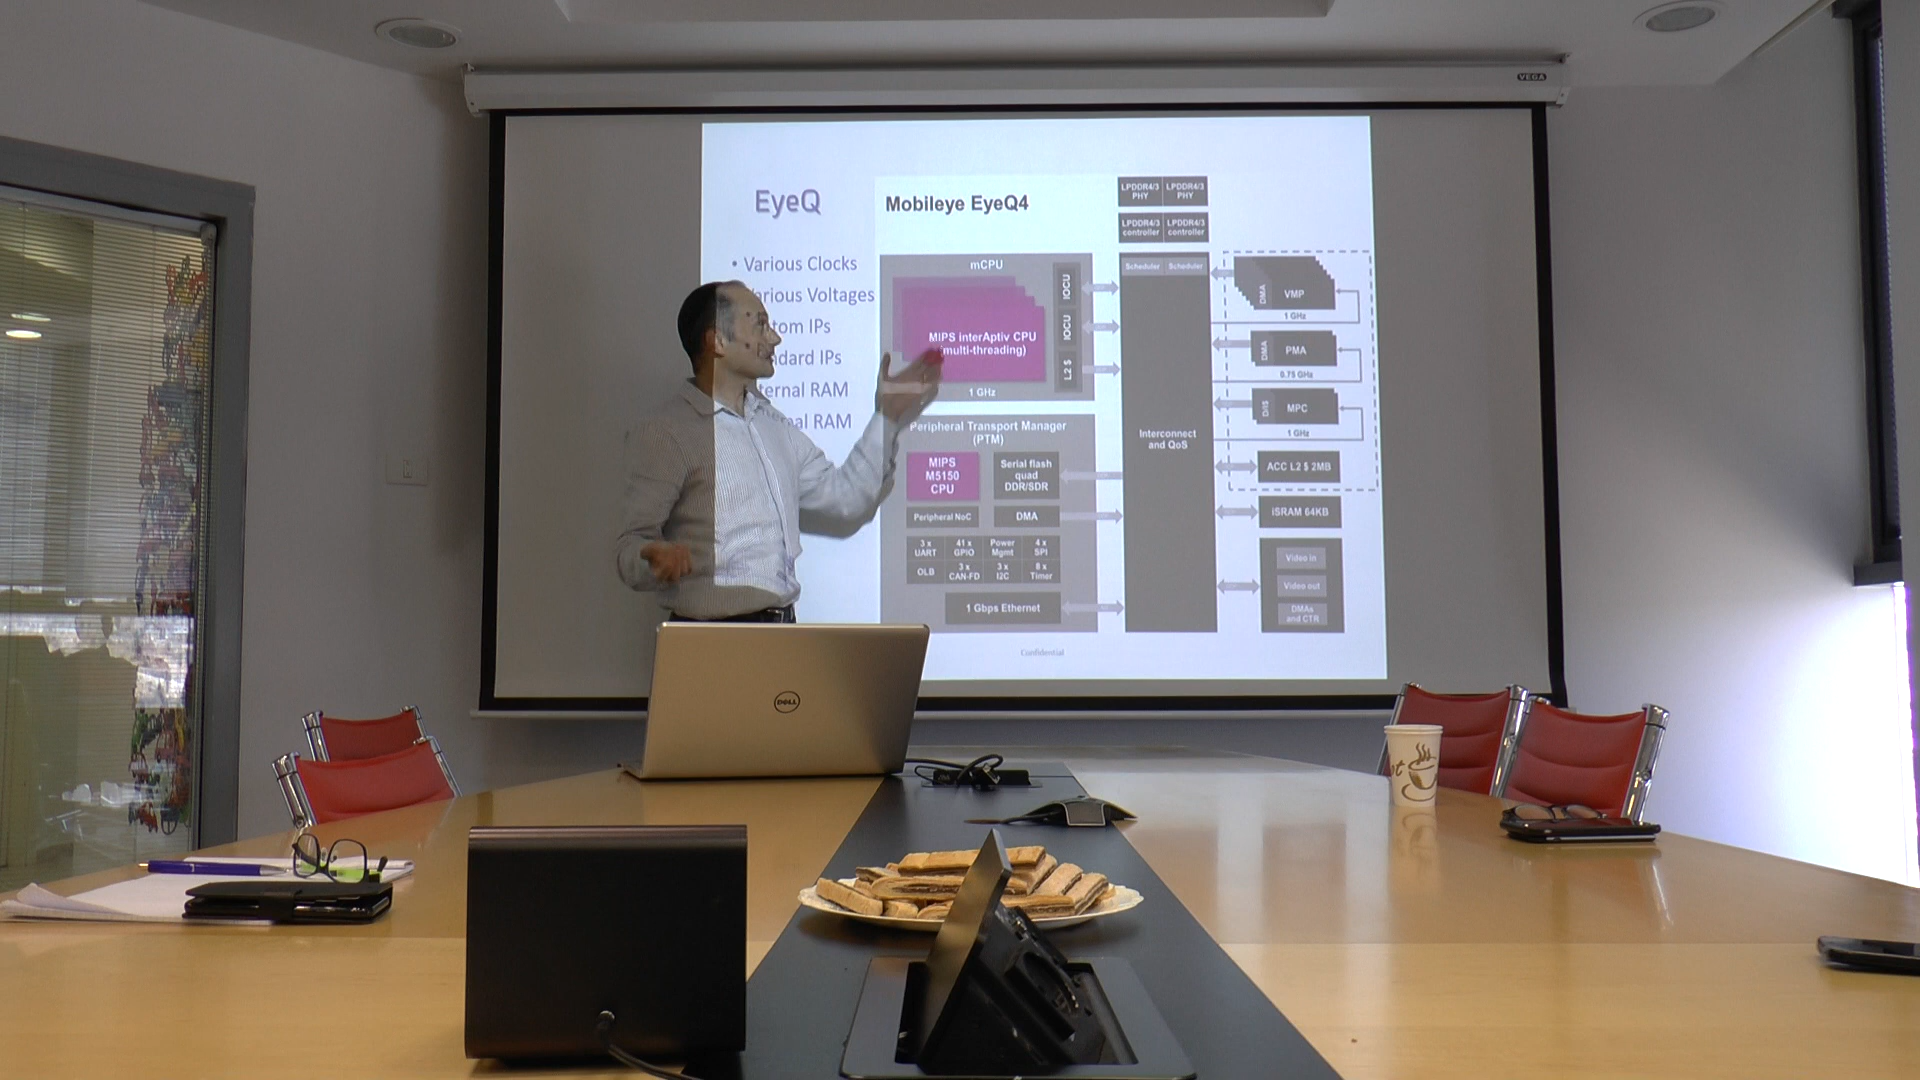 VEGA
EyeQ
• Various Clocks
Various Voltages
tom IPs
ndard IPs
ternal RAM
nal RAM
Mobileye EyeQ4
mCPU
MIPS interAptiv CPU
(multi-threading)
1 GHz
IOCU
IOCU
L2 $
Peripheral Transport Manager
(PTM)
MIPS
M5150
CPU
Serial flash
quad
DDR/SDR
Peripheral NoC
DMA
3 x
UART
41 x
GPIO
Power
Mgmt
4 x
SPI
OLB
3 x
CAN-FD
3 x
I2C
8 x
Timer
1 Gbps Ethernet
LPDDR4/3
PHY
LPDDR4/3
PHY
LPDDR4/3
controller
LPDDR4/3
controller
Scheduler
Scheduler
Interconnect
and QoS
DMA
VMP
1 GHz
DMA
PMA
0.75 GHz
D/I$
MPC
1 GHz
ACC L2 $ 2MB
iSRAM 64KB
Video in
Video out
DMAs
and CTR
Confidential
DELL
ot